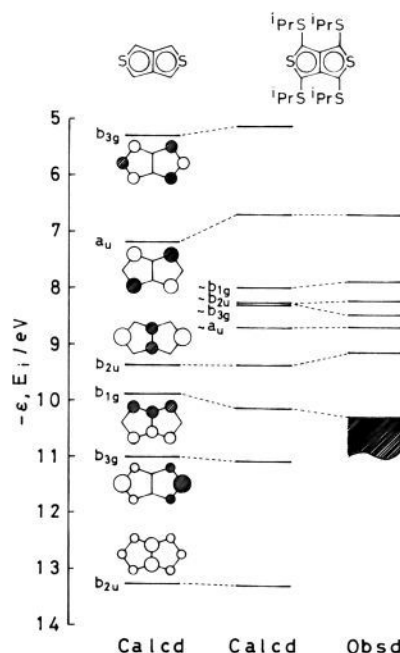 iPrS iPrS
S S
S S
iPrS iPrS
5
b3g
6
7
au
8
b1g
b2u
b3g
au
9
b2u
b1g
10
11
b3g
12
13
b2u
14
-ε, Ei/eV
Calcd Calcd Obsd